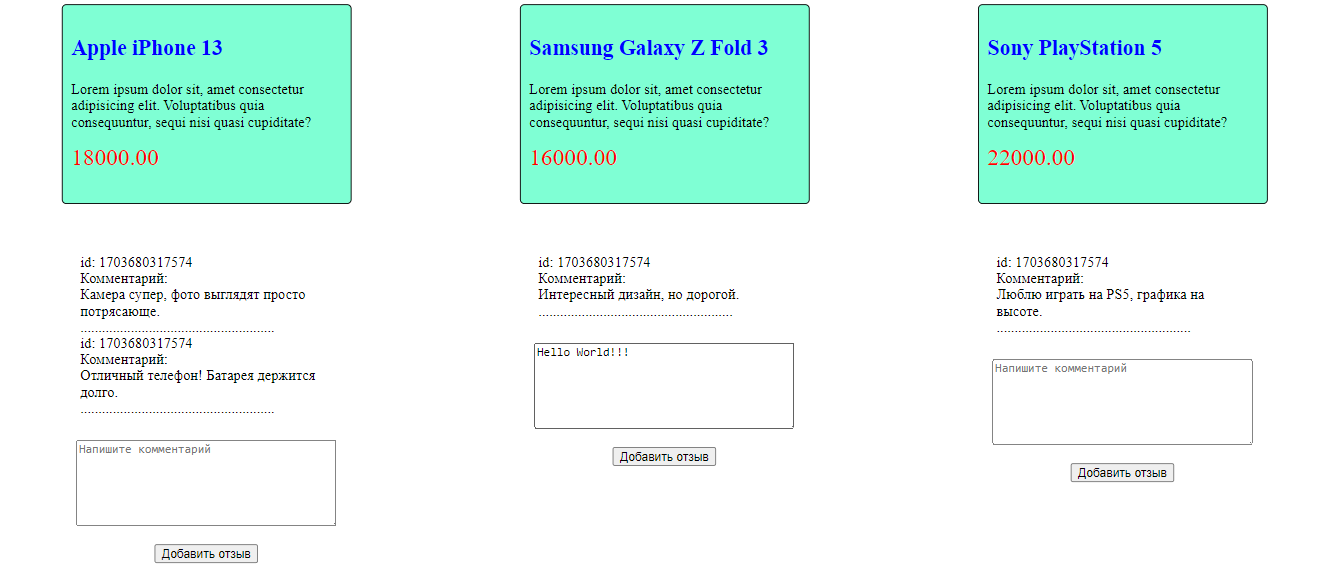 Apple iPhone 13
Lorem ipsum dolor sit, amet consectetur
adipisicing elit. Voluptatibus quia
consequuntur, sequi nisi quasi cupiditate?
18000.00
id: 1703680317574
Комментарий:
Камера супер, фото выглядят просто
потрясающе.
......................................................
id: 1703680317574
Комментарий:
Отличный телефон! Батарея держится
долго.
......................................................
Напишите комментарий
Добавить отзыв
Samsung Galaxy Z Fold 3
Lorem ipsum dolor sit, amet consectetur
adipisicing elit. Voluptatibus quia
consequuntur, sequi nisi quasi cupiditate?
16000.00
id: 1703680317574
Комментарий:
Интересный дизайн, но дорогой.
......................................................
Hello World!!!
Добавить отзыв
Sony PlayStation 5
Lorem ipsum dolor sit, amet consectetur
adipisicing elit. Voluptatibus quia
consequuntur, sequi nisi quasi cupiditate?
22000.00
id: 1703680317574
Комментарий:
Люблю играть на PS5, графика на
высоте.
......................................................
Напишите комментарий
Добавить отзыв